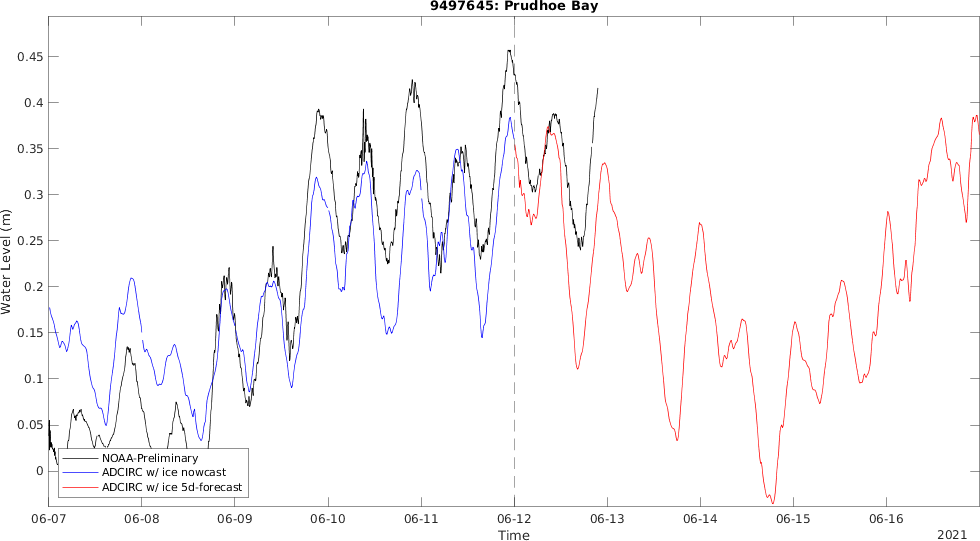 9497645: Prudhoe Bay
Water Level (m)
0.45
0.4
0.35
0.3
0.25
0.2
0.15
0.1
0.05
0
NOAA-Preliminary
ADCIRC w/ ice nowcast
ADCIRC w/ ice 5d-forecast
06-07 06-08 06-09 06-10 06-11 06-12 06-13 06-14 06-15 06-16
Time
2021